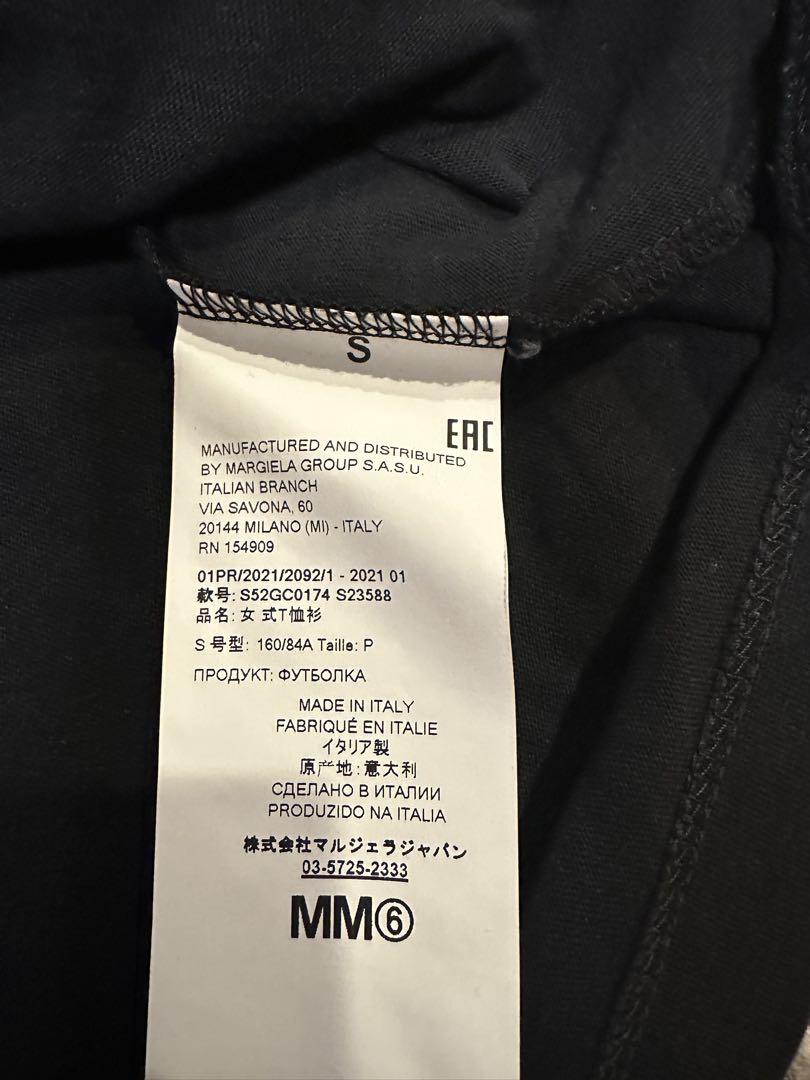 S
EAC
MANUFACTURED AND DISTRIBUTED
BY MARGIELA GROUP S.A.S.U.
ITALIAN BRANCH
VIA SAVONA, 60
20144 MILANO (MI) - ITALY
RN 154909
01PR/2021/2092/1 - 2021 01
款号: S52GC0174 S23588
品名: 女 式T恤衫
S 号型: 160/84A Taille: P
ПРОДУКТ: ФУТБОЛКА
MADE IN ITALY
FABRIQUÉ EN ITALIE
イタリア製
原产地: 意大利
СДЕЛАНО В ИТАЛИИ
PRODUZIDO NA ITALIA
株式会社マルジェラジャパン
03-5725-2333
MM⑥